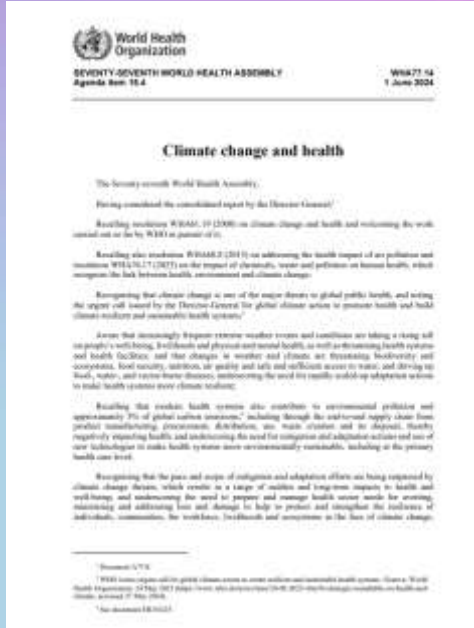 World Health
Organization
SEVENTY-SEVENTH WORLD HEALTH ASSEMBLY WHA77.14
Agenda item 15.4 1 June 2024
Climate change and health
The Seventy-seventh World Health Assembly,
Having considered the consolidated report by the Director-General;¹
Recalling resolution WHA61.19 (2008) on climate change and health and welcoming the work
carried out so far by WHO in pursuit of it;
Recalling also resolution WHA68.8 (2015) on addressing the health impact of air pollution and
resolution WHA76.17 (2023) on the impact of chemicals, waste and pollution on human health, which
recognize the link between health, environment and climate change;
Recognizing that climate change is one of the major threats to global public health, and noting
the urgent call issued by the Director-General for global climate action to promote health and build
climate-resilient and sustainable health systems;²
Aware that increasingly frequent extreme weather events and conditions are taking a rising toll
on people's well-being, livelihoods and physical and mental health, as well as threatening health systems
and health facilities, and that changes in weather and climate are threatening biodiversity and
ecosystems, food security, nutrition, air quality and safe and sufficient access to water, and driving up
food-, water-, and vector-borne diseases, underscoring the need for rapidly scaled-up adaptation actions
to make health systems more climate resilient;
Recalling that modern health systems also contribute to environmental pollution and
approximately 5% of global carbon emissions,³ including through the end-to-end supply chain from
product manufacturing, procurement, distribution, use, waste creation and its disposal, thereby
negatively impacting health, and underscoring the need for mitigation and adaptation actions and use of
new technologies to make health systems more environmentally sustainable, including at the primary
health care level;
Recognizing that the pace and scope of mitigation and adaptation efforts are being outpaced by
climate change threats, which results in a range of sudden and long-term impacts to health and
well-being, and underscoring the need to prepare and manage health sector needs for averting,
minimizing and addressing loss and damage to help to protect and strengthen the resilience of
individuals, communities, the workforce, livelihoods and ecosystems in the face of climate change,
¹ Document A77/4.